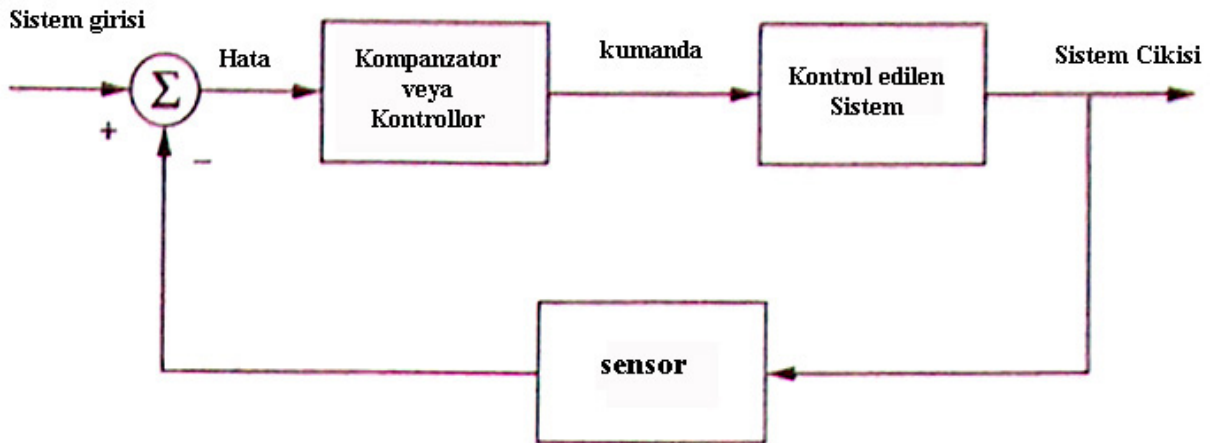 Sistem girisi
Hata
Kompanzator
veya
Kontrollor
kumanda
Kontrol edilen
Sistem
Sistem Cikisi
Σ
+
−
sensor